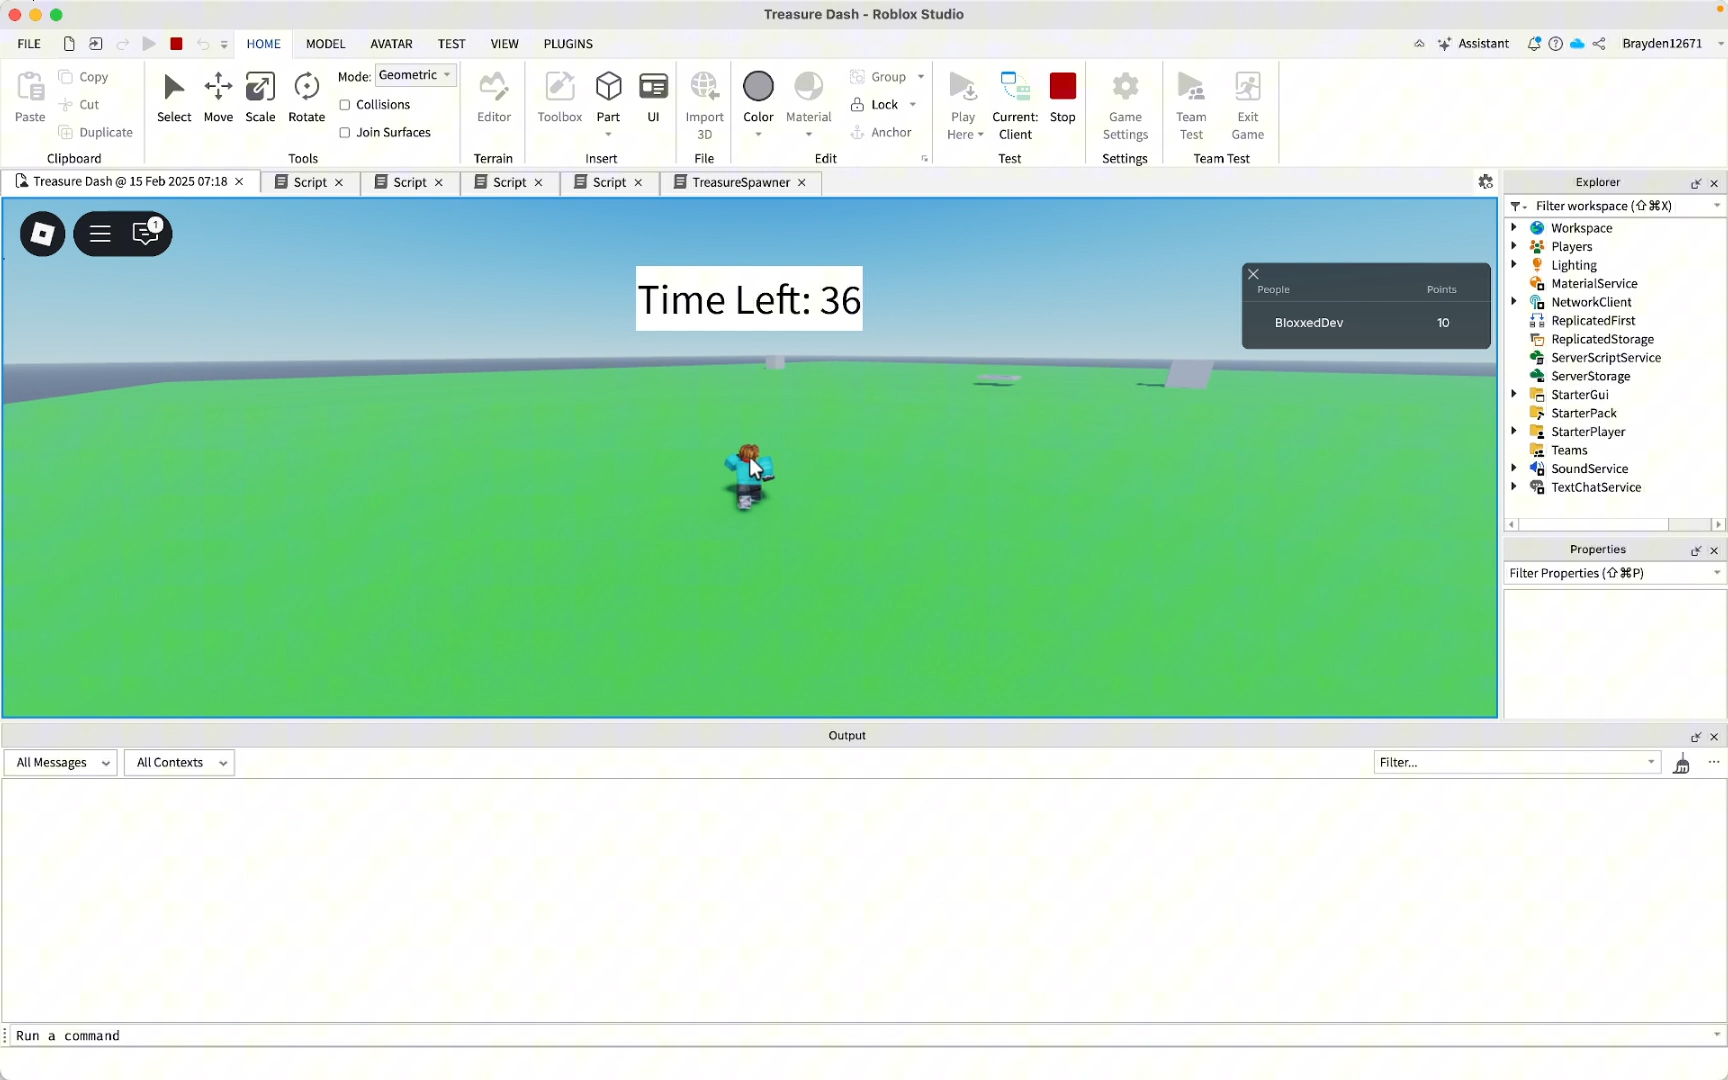 Treasure Dash - Roblox Studio
FILE HOME MODEL AVATAR TEST VIEW PLUGINS Assistant Brayden12671
Paste Copy Cut Duplicate Clipboard
Select Move Scale Rotate Mode: Geometric Collisions Join Surfaces Tools
Editor Terrain
Toolbox Part UI Insert
Import 3D File
Color Material Group Lock Anchor Edit
Play Here Current: Client Stop Test
Game Settings Settings
Team Test Exit Game Team Test
Treasure Dash @ 15 Feb 2025 07:18 Script Script Script Script TreasureSpawner
1
Time Left: 36
People Points
BloxxedDev 10
Explorer
Filter workspace (⇧⌘X)
Workspace
Players
Lighting
MaterialService
NetworkClient
ReplicatedFirst
ReplicatedStorage
ServerScriptService
ServerStorage
StarterGui
StarterPack
StarterPlayer
Teams
SoundService
TextChatService
Properties
Filter Properties (⇧⌘P)
Output
All Messages All Contexts Filter...
Run a command